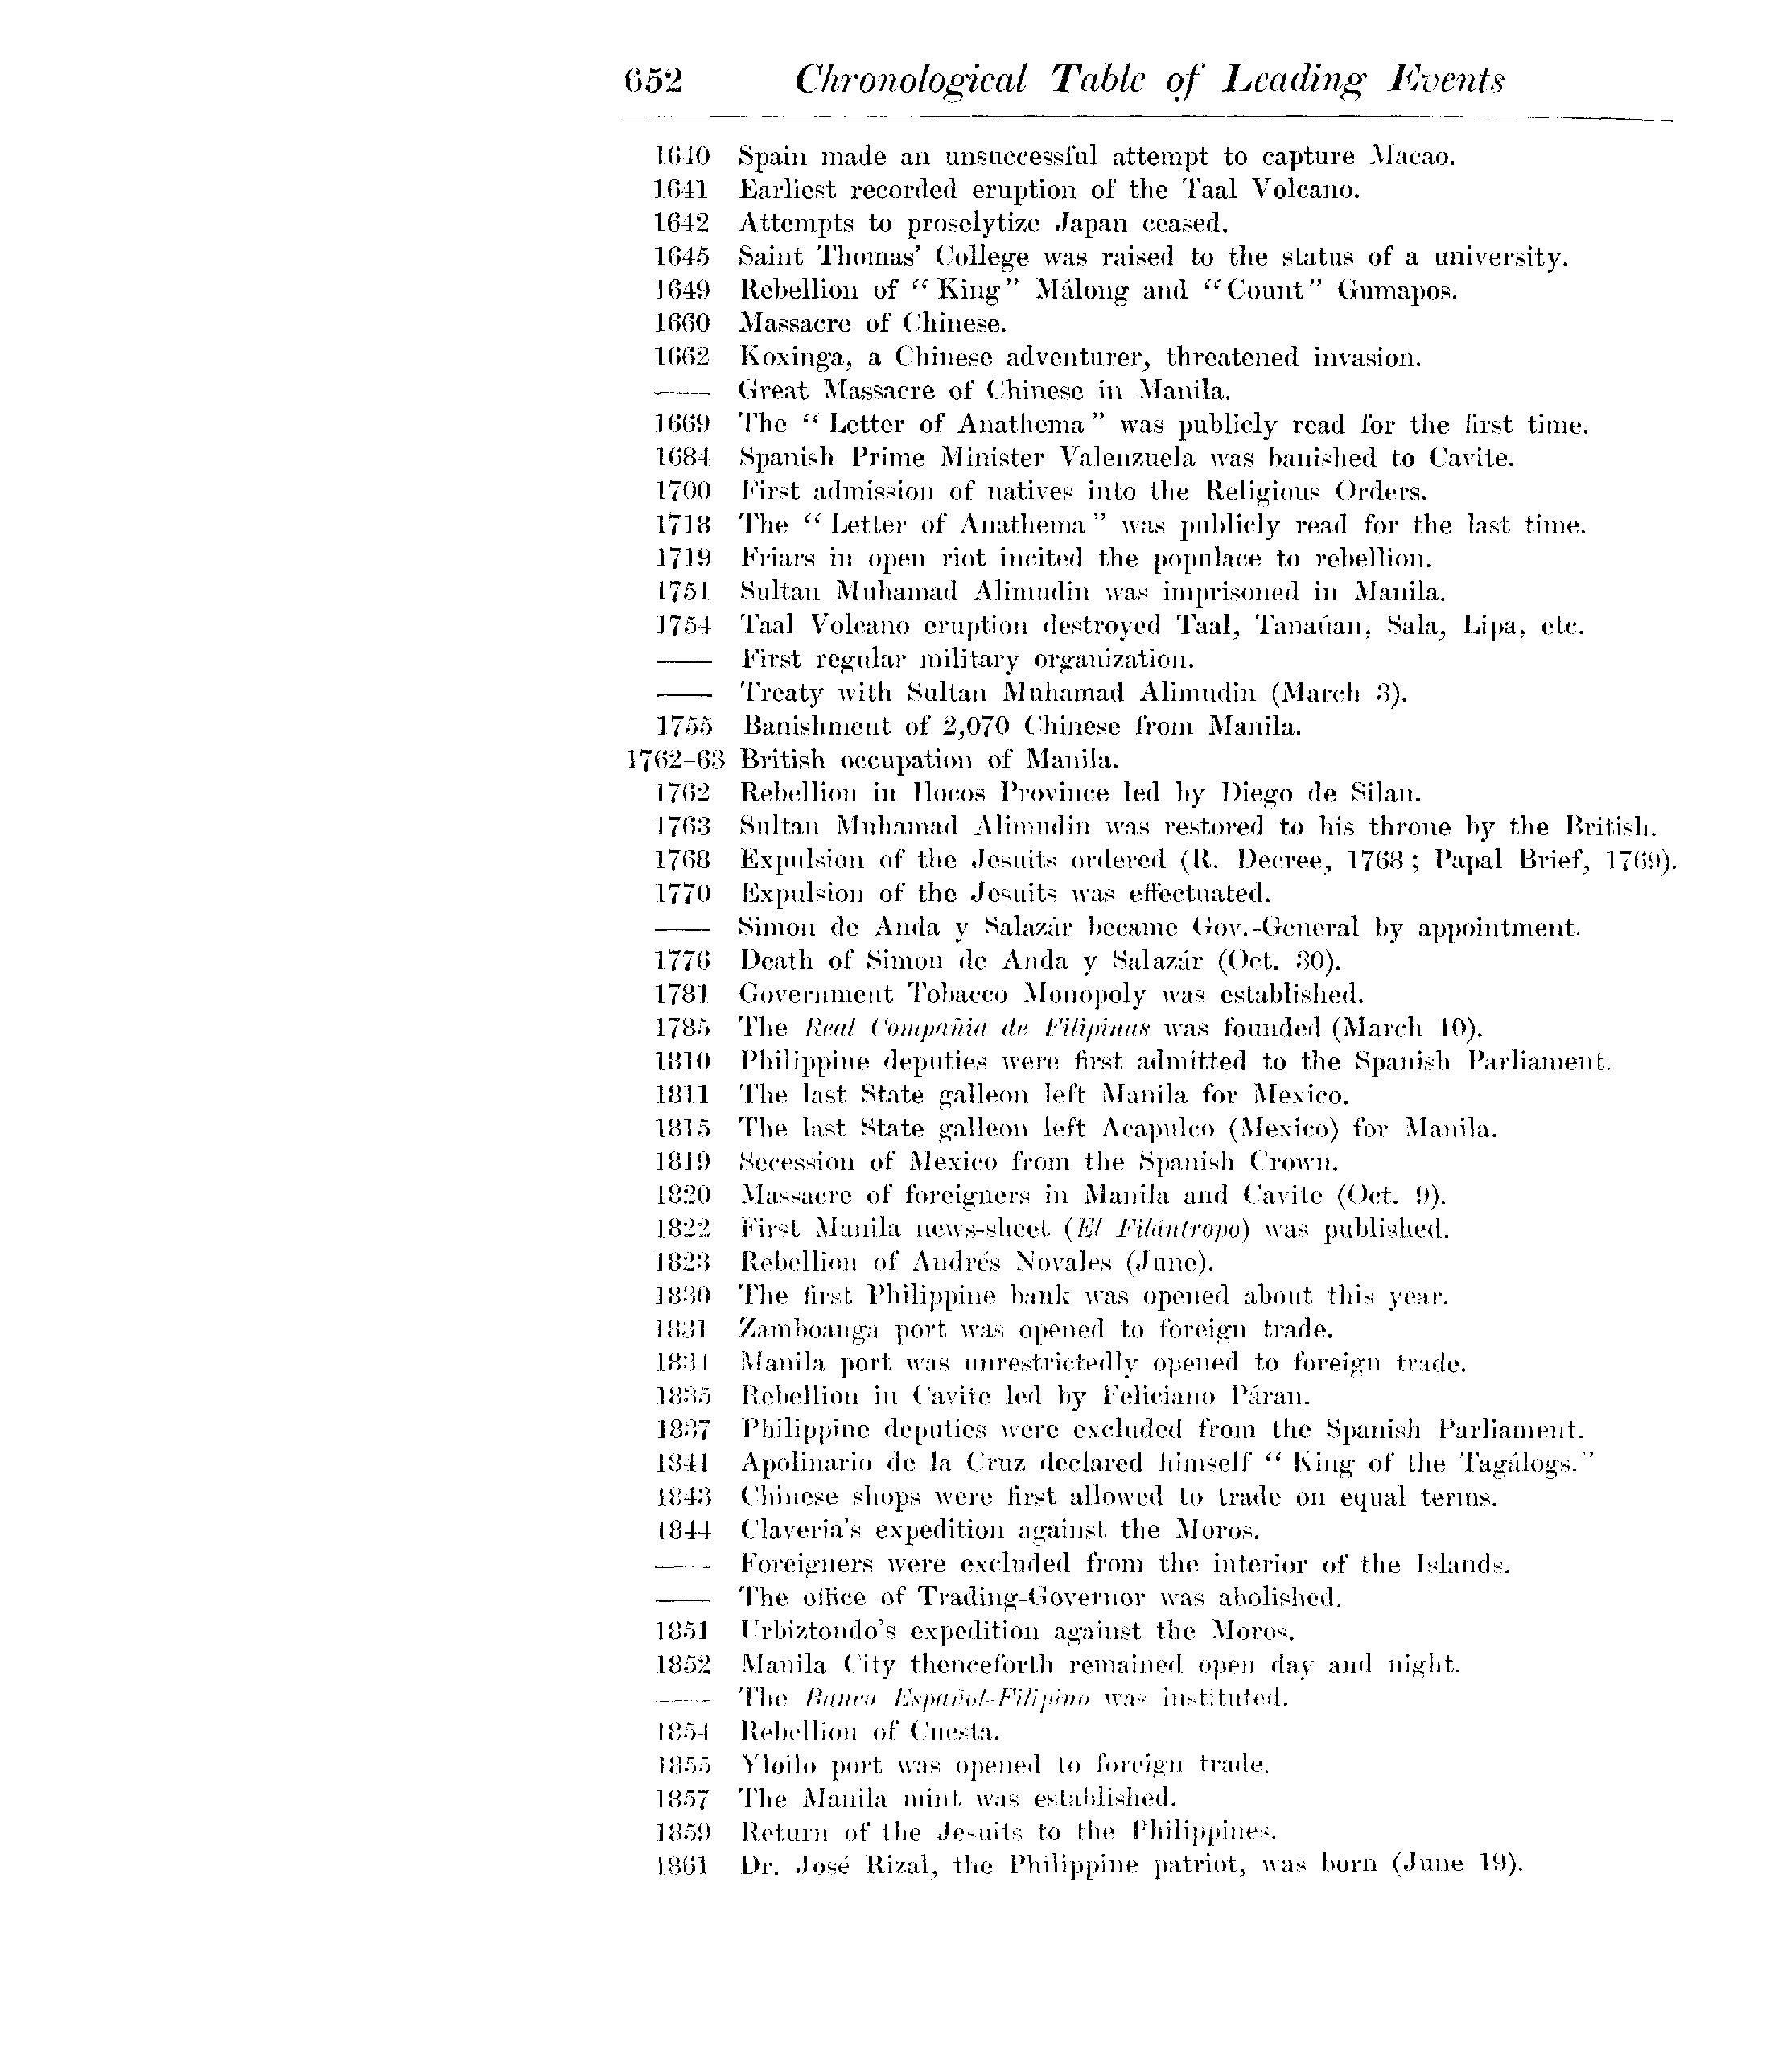 652 Chronological Table of Leading Events
1640 Spain made an unsuccessful attempt to capture Macao.
1641 Earliest recorded eruption of the Taal Volcano.
1642 Attempts to proselytize Japan ceased.
1645 Saint Thomas' College was raised to the status of a university.
1649 Rebellion of "King" Málong and "Count" Gumapos.
1660 Massacre of Chinese.
1662 Koxinga, a Chinese adventurer, threatened invasion.
—— Great Massacre of Chinese in Manila.
1669 The "Letter of Anathema" was publicly read for the first time.
1684 Spanish Prime Minister Valenzuela was banished to Cavite.
1700 First admission of natives into the Religious Orders.
1718 The "Letter of Anathema" was publicly read for the last time.
1719 Friars in open riot incited the populace to rebellion.
1751 Sultan Muhamad Alimudin was imprisoned in Manila.
1754 Taal Volcano eruption destroyed Taal, Tanaúan, Sala, Lipa, etc.
—— First regular military organization.
—— Treaty with Sultan Muhamad Alimudin (March 3).
1755 Banishment of 2,070 Chinese from Manila.
1762–63 British occupation of Manila.
1762 Rebellion in Ilocos Province led by Diego de Silan.
1763 Sultan Muhamad Alimudin was restored to his throne by the British.
1768 Expulsion of the Jesuits ordered (R. Decree, 1768; Papal Brief, 1769).
1770 Expulsion of the Jesuits was effectuated.
—— Simon de Anda y Salazár became Gov.-General by appointment.
1776 Death of Simon de Anda y Salazár (Oct. 30).
1781 Government Tobacco Monopoly was established.
1785 The Real Compañia de Filipinas was founded (March 10).
1810 Philippine deputies were first admitted to the Spanish Parliament.
1811 The last State galleon left Manila for Mexico.
1815 The last State galleon left Acapulco (Mexico) for Manila.
1819 Secession of Mexico from the Spanish Crown.
1820 Massacre of foreigners in Manila and Cavite (Oct. 9).
1822 First Manila news-sheet (El Filántropo) was published.
1823 Rebellion of Andrés Novales (June).
1830 The first Philippine bank was opened about this year.
1831 Zamboanga port was opened to foreign trade.
1834 Manila port was unrestrictedly opened to foreign trade.
1835 Rebellion in Cavite led by Feliciano Páran.
1837 Philippine deputies were excluded from the Spanish Parliament.
1841 Apolinario de la Cruz declared himself "King of the Tagálogs."
1843 Chinese shops were first allowed to trade on equal terms.
1844 Claveria's expedition against the Moros.
—— Foreigners were excluded from the interior of the Islands.
—— The office of Trading-Governor was abolished.
1851 Urbiztondo's expedition against the Moros.
1852 Manila City thenceforth remained open day and night.
—— The Banco Español-Filipino was instituted.
1854 Rebellion of Cuesta.
1855 Yloilo port was opened to foreign trade.
1857 The Manila mint was established.
1859 Return of the Jesuits to the Philippines.
1861 Dr. José Rizal, the Philippine patriot, was born (June 19).